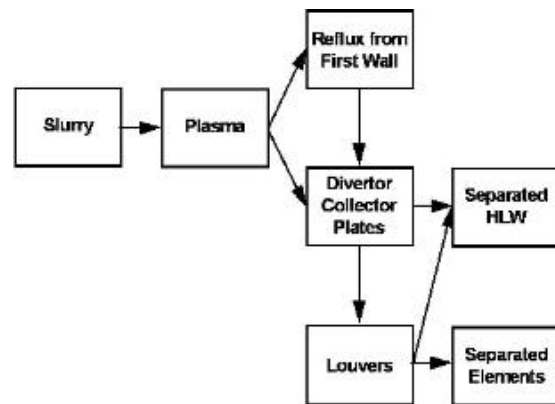 Reflux from
First Wall
Slurry
Plasma
Divertor
Collector
Plates
Separated
HLW
Louvers
Separated
Elements